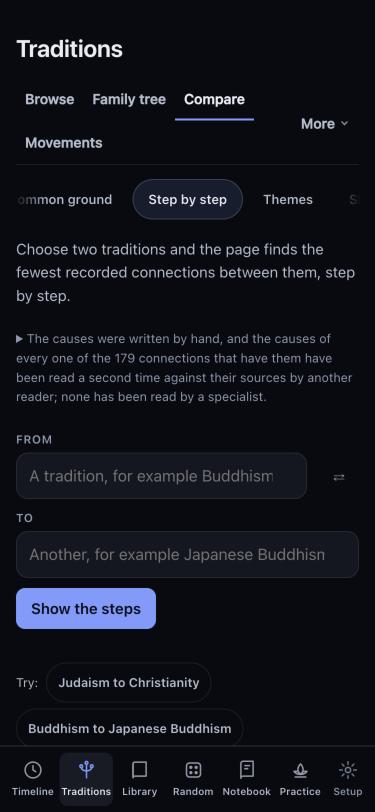 Traditions
Browse
Family tree
Compare
More
Movements
ommon ground
Step by step
Themes
Choose two traditions and the page finds the
fewest recorded connections between them, step
by step.
▶ The causes were written by hand, and the causes of
every one of the 179 connections that have them have
been read a second time against their sources by another
reader; none has been read by a specialist.
FROM
A tradition, for example Buddhism
⇄
TO
Another, for example Japanese Buddhism
Show the steps
Try:
Judaism to Christianity
Buddhism to Japanese Buddhism
Timeline
Traditions
Library
Random
Notebook
Practice
Setup